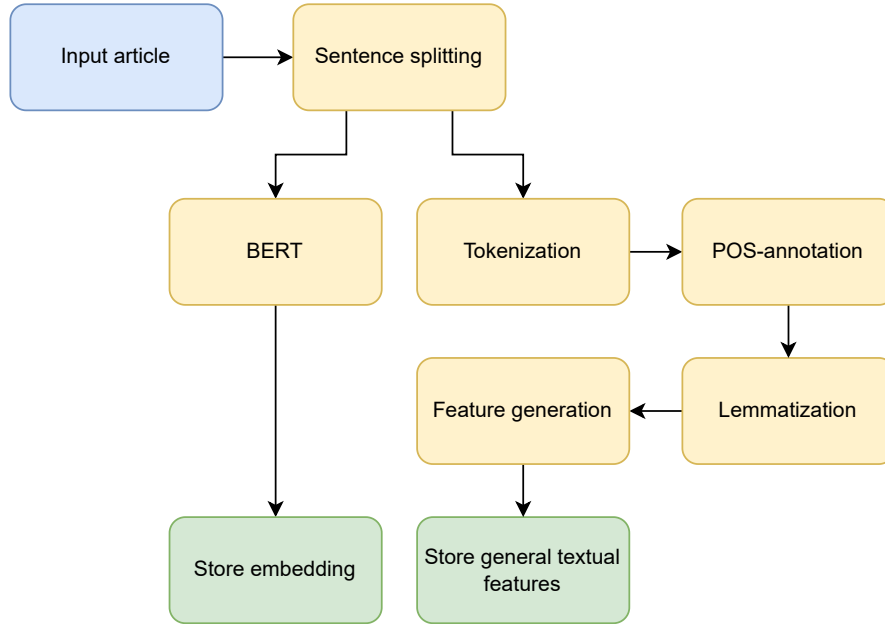 Input article
Sentence splitting
BERT
Tokenization
POS-annotation
Feature generation
Lemmatization
Store embedding
Store general textual
features